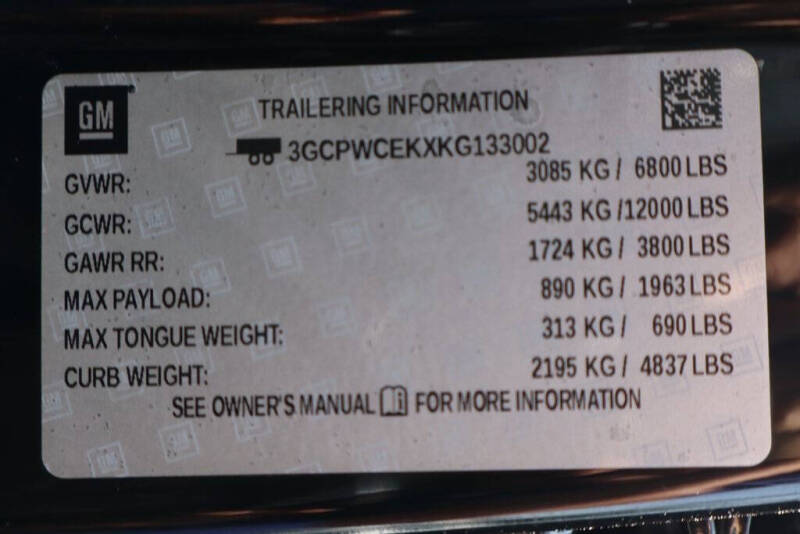 GM
TRAILERING INFORMATION
3GCPWCEKXKG133002
GVWR: 3085 KG / 6800 LBS
GCWR: 5443 KG /12000 LBS
GAWR RR: 1724 KG / 3800 LBS
MAX PAYLOAD: 890 KG / 1963 LBS
MAX TONGUE WEIGHT: 313 KG / 690 LBS
CURB WEIGHT: 2195 KG / 4837 LBS
SEE OWNER'S MANUAL FOR MORE INFORMATION